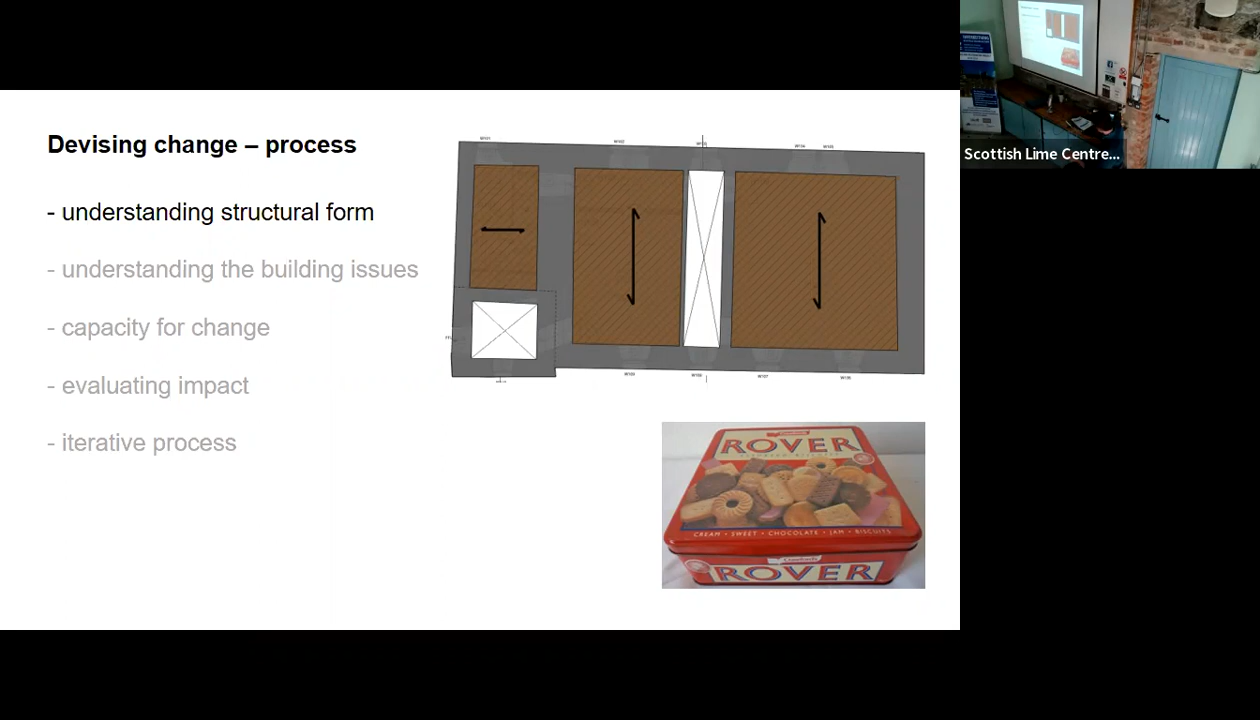 Devising change – process
- understanding structural form
- understanding the building issues
- capacity for change
- evaluating impact
- iterative process
ROVER
CREAM • SWEET • CHOCOLATE • JAM • BISCUITS
Crawford's
ROVER
Scottish Lime Centre...